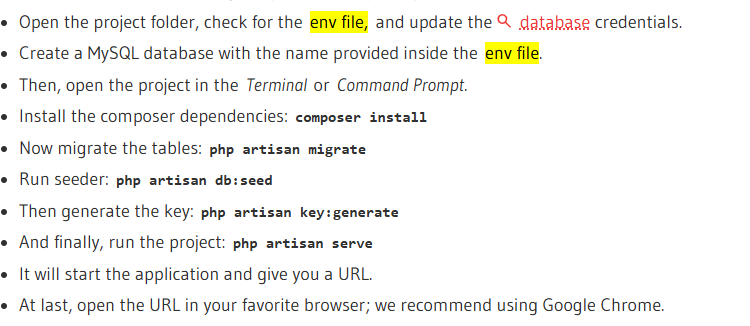 • Open the project folder, check for the env file, and update the database credentials.
• Create a MySQL database with the name provided inside the env file.
• Then, open the project in the Terminal or Command Prompt.
• Install the composer dependencies: composer install
• Now migrate the tables: php artisan migrate
• Run seeder: php artisan db:seed
• Then generate the key: php artisan key:generate
• And finally, run the project: php artisan serve
• It will start the application and give you a URL.
• At last, open the URL in your favorite browser; we recommend using Google Chrome.